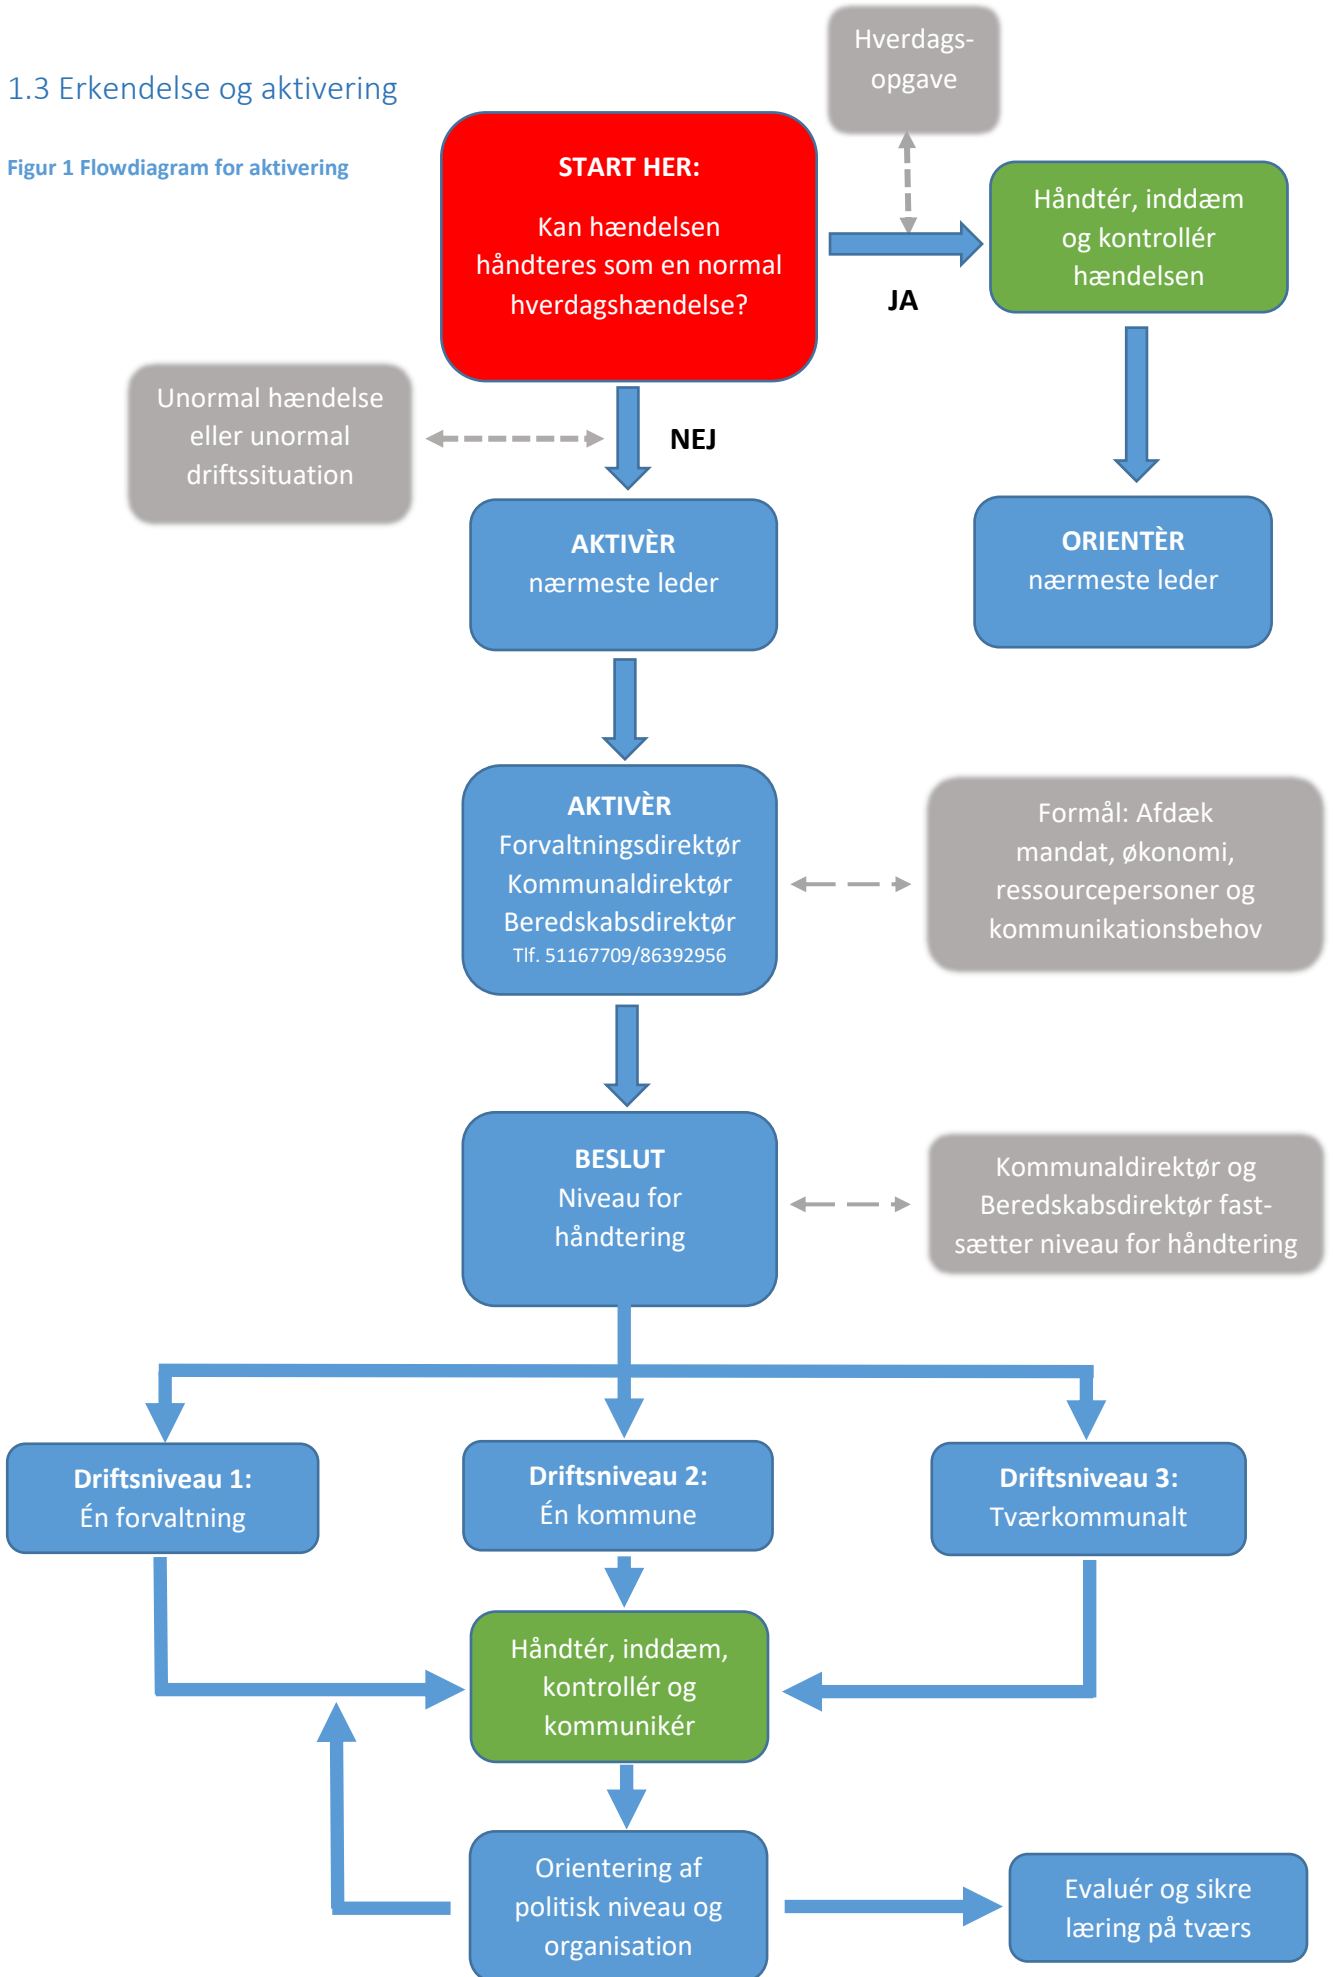 1.3 Erkendelse og aktivering
Figur 1 Flowdiagram for aktivering
Hverdags-
opgave
START HER:
Kan hændelsen
håndteres som en normal
hverdagshændelse?
JA
Håndtér, inddæm
og kontrollér
hændelsen
Unormal hændelse
eller unormal
driftssituation
NEJ
AKTIVÈR
nærmeste leder
ORIENTÈR
nærmeste leder
AKTIVÈR
Forvaltningsdirektør
Kommunaldirektør
Beredskabsdirektør
Tlf. 51167709/86392956
Formål: Afdæk
mandat, økonomi,
ressourcepersoner og
kommunikationsbehov
BESLUT
Niveau for
håndtering
Kommunaldirektør og
Beredskabsdirektør fast-
sætter niveau for håndtering
Driftsniveau 1:
Én forvaltning
Driftsniveau 2:
Én kommune
Driftsniveau 3:
Tværkommunalt
Håndtér, inddæm,
kontrollér og
kommunikér
Orientering af
politisk niveau og
organisation
Evaluér og sikre
læring på tværs